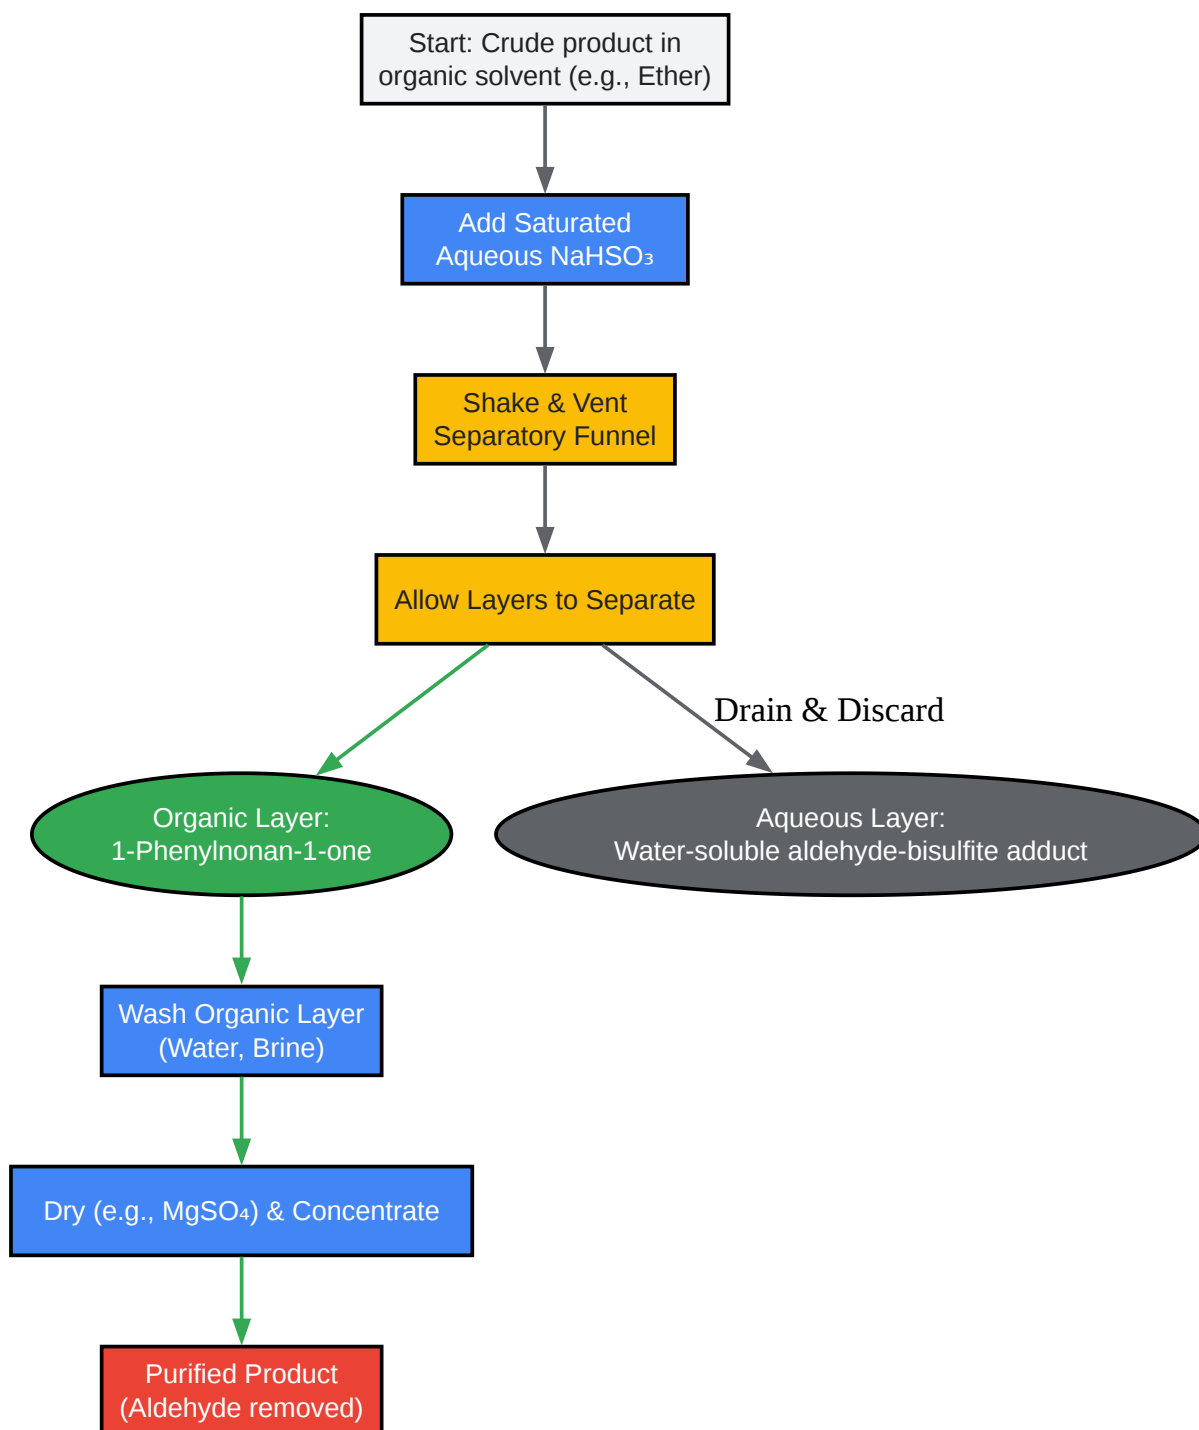 Start: Crude product in
organic solvent (e.g., Ether)
Add Saturated
Aqueous NaHSO₃
Shake & Vent
Separatory Funnel
Allow Layers to Separate
Drain & Discard
Organic Layer:
1-Phenylnonan-1-one
Aqueous Layer:
Water-soluble aldehyde-bisulfite adduct
Wash Organic Layer
(Water, Brine)
Dry (e.g., MgSO₄) & Concentrate
Purified Product
(Aldehyde removed)